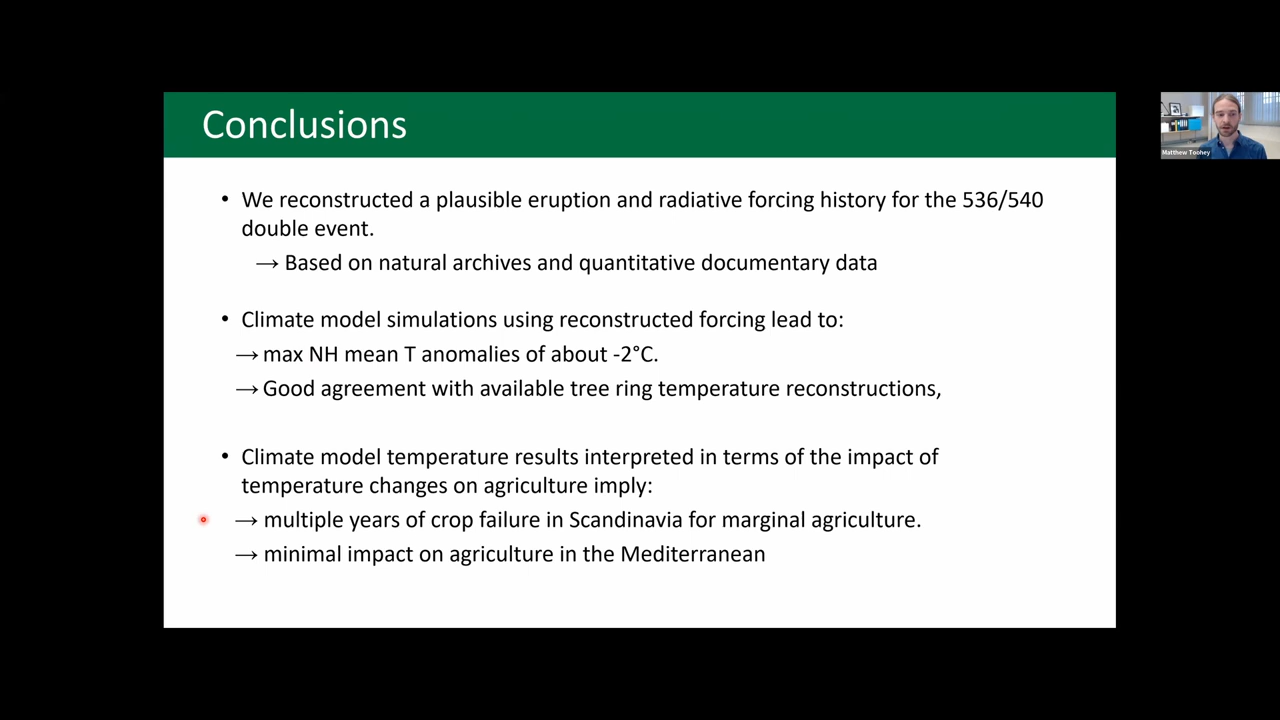 Conclusions
• We reconstructed a plausible eruption and radiative forcing history for the 536/540
double event.
→ Based on natural archives and quantitative documentary data
• Climate model simulations using reconstructed forcing lead to:
→ max NH mean T anomalies of about -2°C.
→ Good agreement with available tree ring temperature reconstructions,
• Climate model temperature results interpreted in terms of the impact of
temperature changes on agriculture imply:
→ multiple years of crop failure in Scandinavia for marginal agriculture.
→ minimal impact on agriculture in the Mediterranean
Matthew Toohey